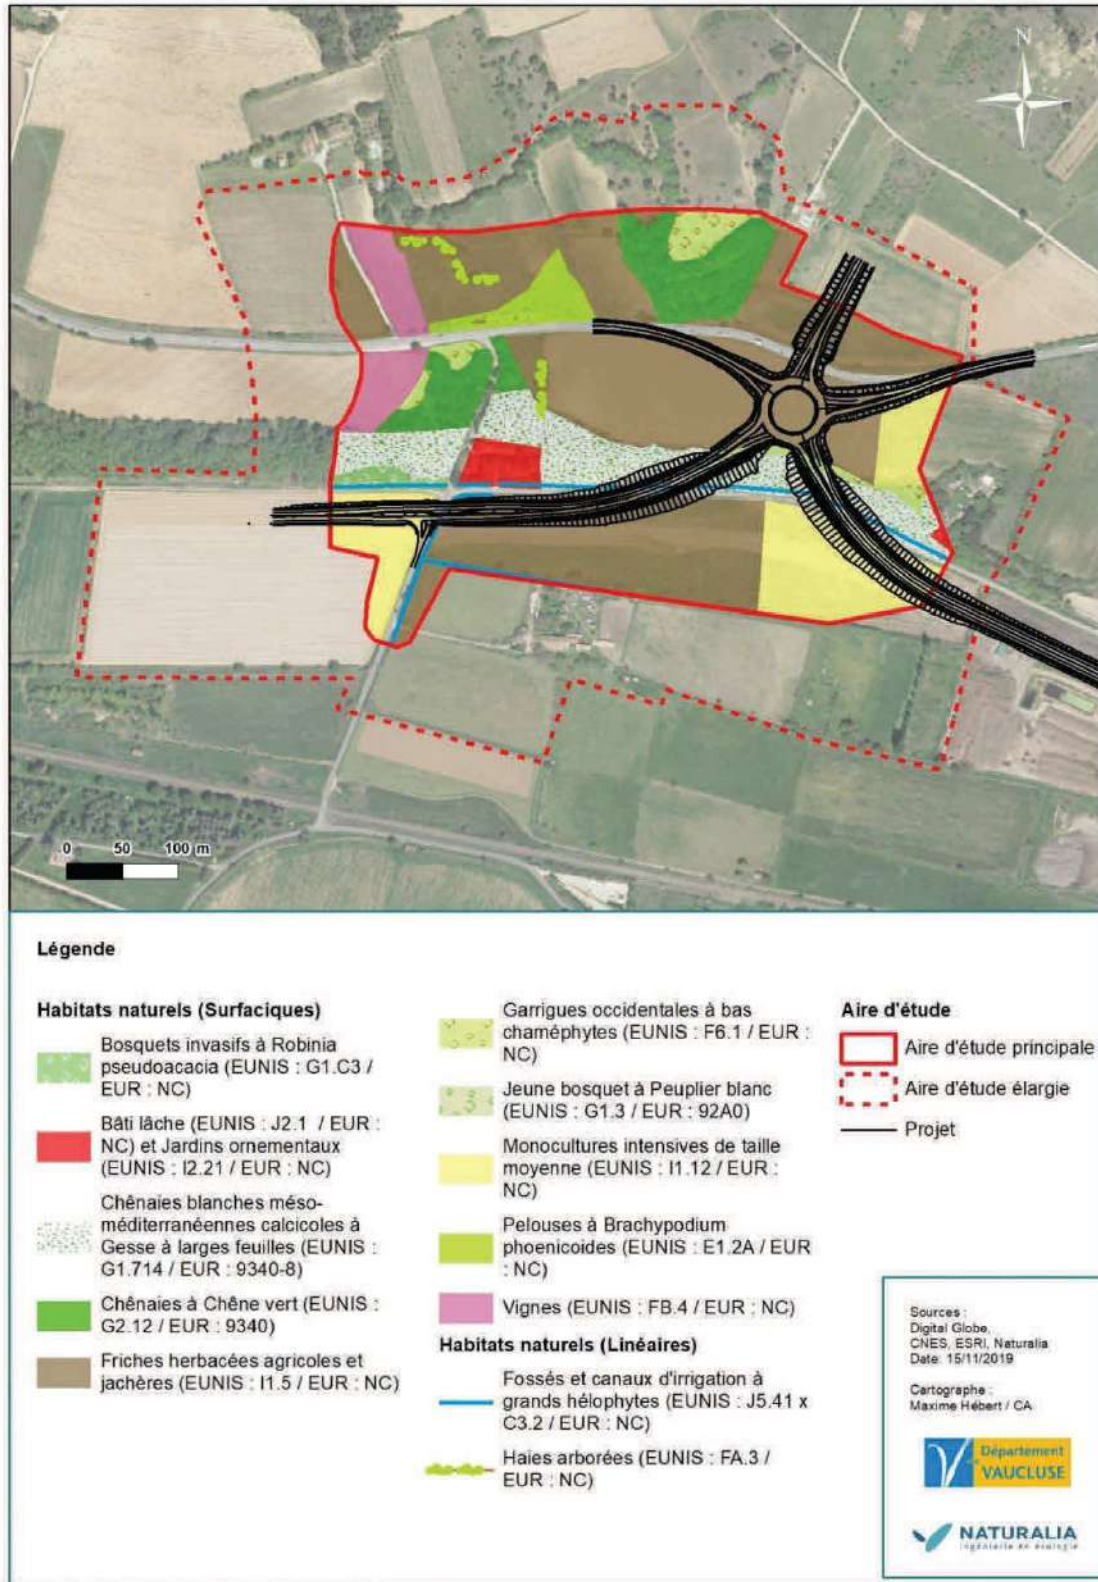 N
0 50 100 m
Légende
Habitats naturels (Surfaciques)
Bosquets invasifs à Robinia
pseudoacacia (EUNIS : G1.C3 /
EUR : NC)
Bâti lâche (EUNIS : J2.1 / EUR :
NC) et Jardins ornementaux
(EUNIS : I2.21 / EUR : NC)
Chênaies blanches méso-
méditerranéennes calcicoles à
Gesse à larges feuilles (EUNIS :
G1.714 / EUR : 9340-8)
Chênaies à Chêne vert (EUNIS :
G2.12 / EUR : 9340)
Friches herbacées agricoles et
jachères (EUNIS : I1.5 / EUR : NC)
Garrigues occidentales à bas
chaméphytes (EUNIS : F6.1 / EUR :
NC)
Jeune bosquet à Peuplier blanc
(EUNIS : G1.3 / EUR : 92A0)
Monocultures intensives de taille
moyenne (EUNIS : I1.12 / EUR :
NC)
Pelouses à Brachypodium
phoenicoides (EUNIS : E1.2A / EUR
: NC)
Vignes (EUNIS : FB.4 / EUR : NC)
Habitats naturels (Linéaires)
Fossés et canaux d'irrigation à
grands hélophytes (EUNIS : J5.41 x
C3.2 / EUR : NC)
Haies arborées (EUNIS : FA.3 /
EUR : NC)
Aire d'étude
Aire d'étude principale
Aire d'étude élargie
Projet
Sources :
Digital Globe,
CNES, ESRI, Naturalia
Date: 15/11/2019
Cartographe :
Maxime Hébert / CA
Département
VAUCLUSE
NATURALIA
Ingénierie en écologie